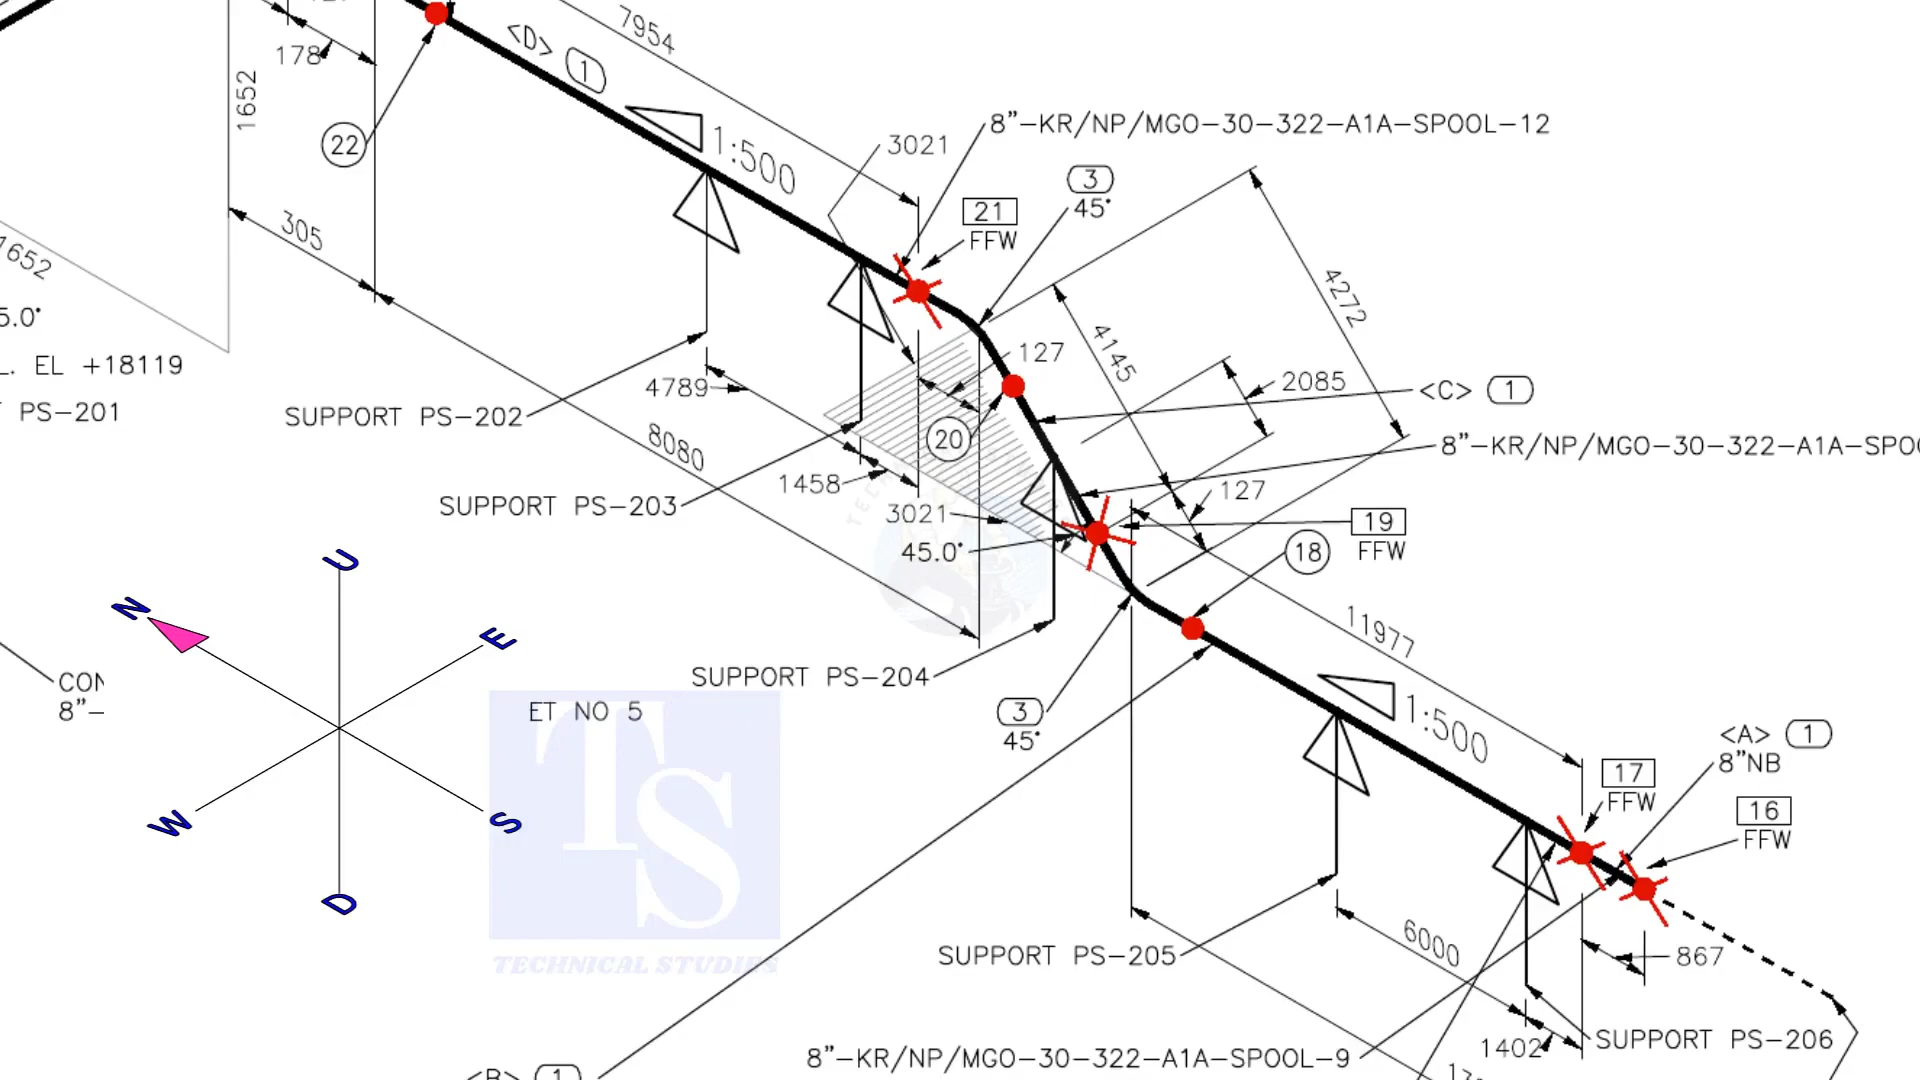 7954
<D> 1
178
1652
22
1:500
3021
8"-KR/NP/MGO-30-322-A1A-SPOOL-12
3
45°
21
FFW
305
1652
5.0°
L. EL +18119
PS-201
SUPPORT PS-202
4789
8080
SUPPORT PS-203
1458
3021
45.0°
127
20
4145
4272
2085
<C> 1
8"-KR/NP/MGO-30-322-A1A-SPOO
127
19
FFW
18
11977
SUPPORT PS-204
3
45°
U
N
E
W
S
D
CON
8"-
ET NO 5
TS
TECHNICAL STUDIES
1:500
<A> 1
8"NB
17
FFW
16
FFW
SUPPORT PS-205
6000
867
1402
SUPPORT PS-206
8"-KR/NP/MGO-30-322-A1A-SPOOL-9
<B> 1